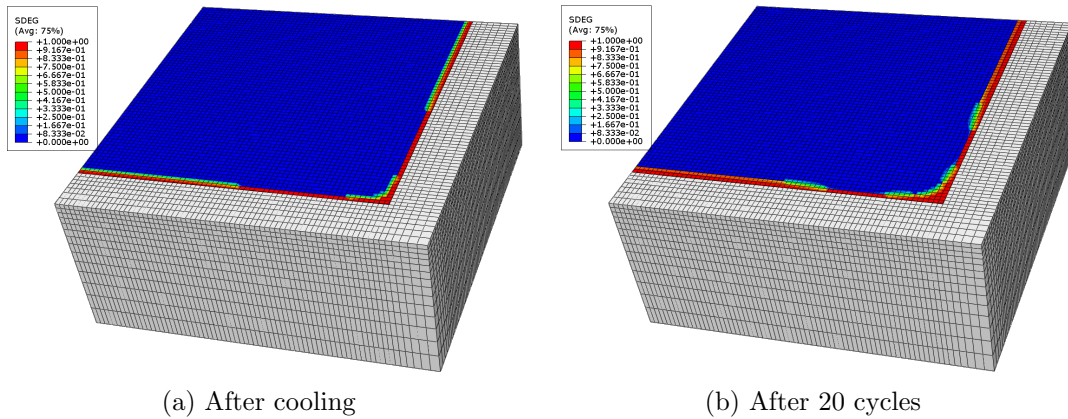 SDEG
(Avg: 75%)
+1.000e+00
+9.167e-01
+8.333e-01
+7.500e-01
+6.667e-01
+5.833e-01
+5.000e-01
+4.167e-01
+3.333e-01
+2.500e-01
+1.667e-01
+8.333e-02
+0.000e+00
SDEG
(Avg: 75%)
+1.000e+00
+9.167e-01
+8.333e-01
+7.500e-01
+6.667e-01
+5.833e-01
+5.000e-01
+4.167e-01
+3.333e-01
+2.500e-01
+1.667e-01
+8.333e-02
+0.000e+00
(a) After cooling
(b) After 20 cycles